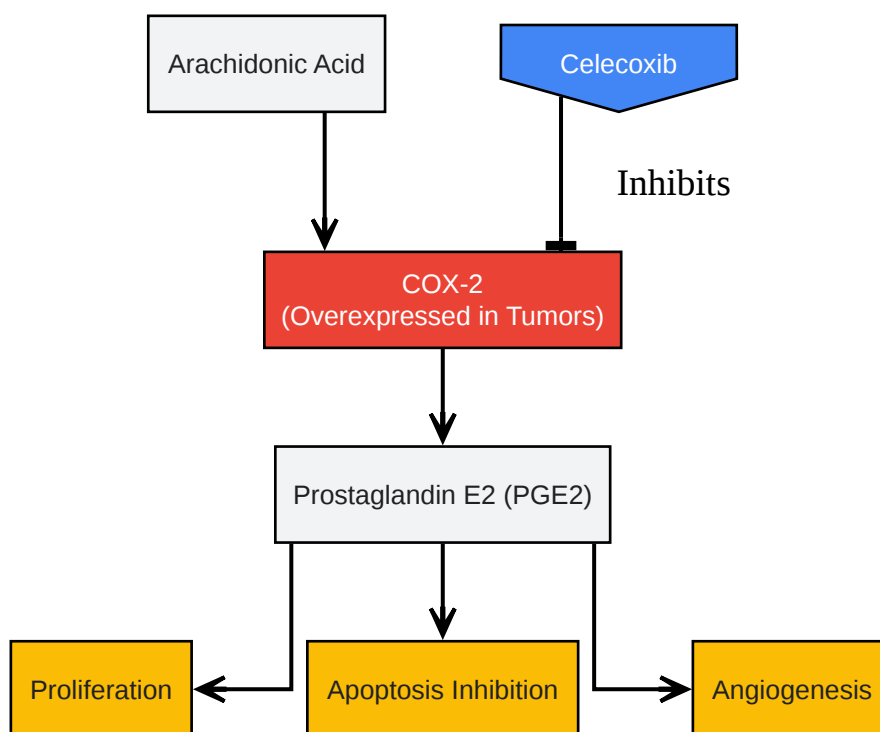 Arachidonic Acid
Celecoxib
Inhibits
COX-2
(Overexpressed in Tumors)
Prostaglandin E2 (PGE2)
Proliferation
Apoptosis Inhibition
Angiogenesis